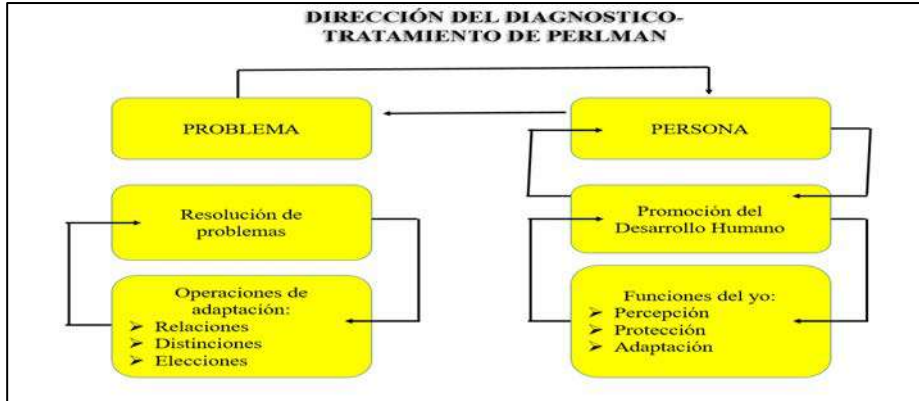 DIRECCIÓN DEL DIAGNOSTICO-
TRATAMIENTO DE PERLMAN
PROBLEMA
PERSONA
Resolución de
problemas
Promoción del
Desarrollo Humano
Operaciones de
adaptación:
➢ Relaciones
➢ Distinciones
➢ Elecciones
Funciones del yo:
➢ Percepción
➢ Protección
➢ Adaptación